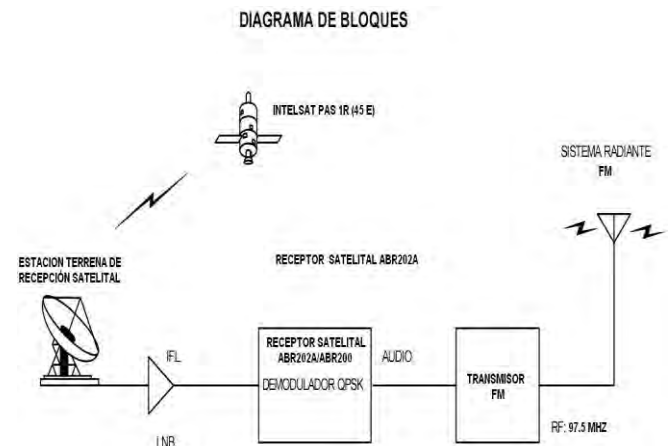 DIAGRAMA DE BLOQUES
INTELSAT PAS 1R (45 E)
SISTEMA RADIANTE
FM
ESTACION TERRENA DE
RECEPCIÓN SATELITAL
RECEPTOR SATELITAL ABR202A
IFL
RECEPTOR SATELITAL
ABR202A/ABR200
DEMODULADOR QPSK
AUDIO
TRANSMISOR
FM
RF: 97.5 MHZ
LNB